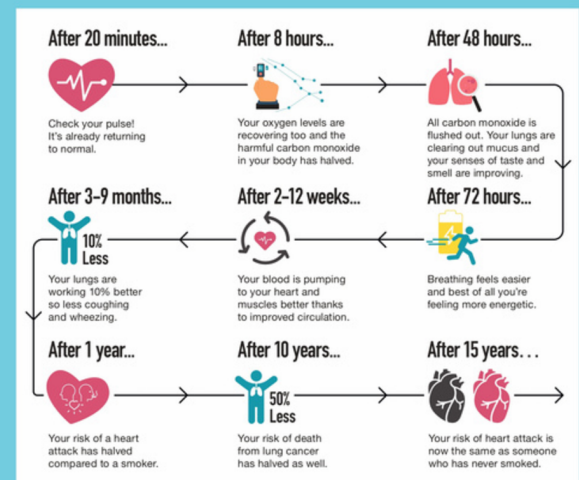 After 20 minutes...
Check your pulse!
It's already returning
to normal.
After 8 hours...
Your oxygen levels are
recovering too and the
harmful carbon monoxide
in your body has halved.
After 48 hours...
All carbon monoxide is
flushed out. Your lungs are
clearing out mucus and
your senses of taste and
smell are improving.
After 72 hours...
Breathing feels easier
and best of all you're
feeling more energetic.
After 2-12 weeks...
Your blood is pumping
to your heart and
muscles better thanks
to improved circulation.
After 3-9 months...
10%
Less
Your lungs are
working 10% better
so less coughing
and wheezing.
After 1 year...
Your risk of a heart
attack has halved
compared to a smoker.
After 10 years...
50%
Less
Your risk of death
from lung cancer
has halved as well.
After 15 years...
Your risk of heart attack is
now the same as someone
who has never smoked.